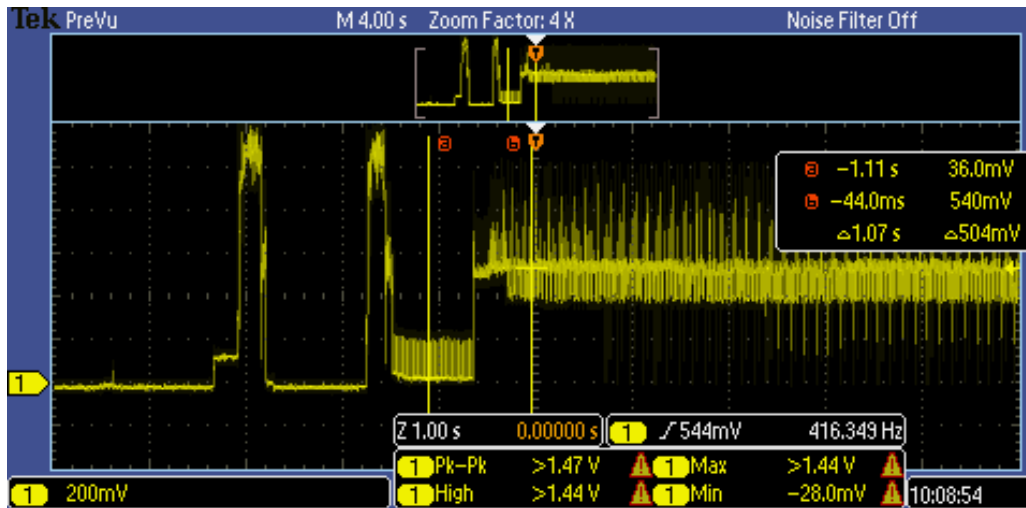 Tek PreVu M 4.00 s Zoom Factor: 4 X Noise Filter Off
T
a b T
a −1.11 s 36.0mV
b −44.0ms 540mV
△1.07 s △504mV
1
Z 1.00 s 0.00000 s 1 / 544mV 416.349 Hz
1 Pk−Pk >1.47 V 1 Max >1.44 V
1 200mV 1 High >1.44 V 1 Min −28.0mV 10:08:54